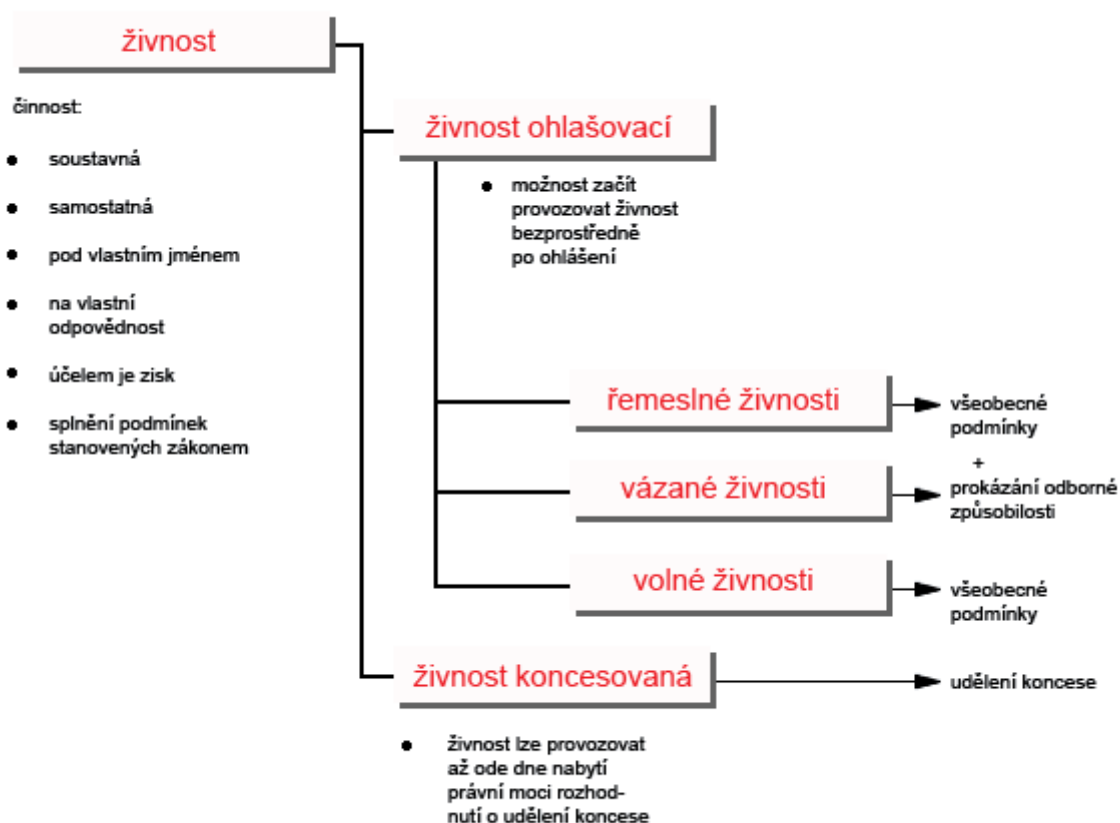 živnost
činnost:
● soustavná
● samostatná
● pod vlastním jménem
● na vlastní
odpovědnost
● účelem je zisk
● splnění podmínek
stanovených zákonem
živnost ohlašovací
● možnost začít
provozovat živnost
bezprostředně
po ohlášení
řemeslné živnosti
všeobecné
podmínky
+
vázané živnosti
prokázání odborné
způsobilosti
volné živnosti
všeobecné
podmínky
živnost koncesovaná
udělení koncese
● živnost lze provozovat
až ode dne nabytí
právní moci rozhod-
nutí o udělení koncese